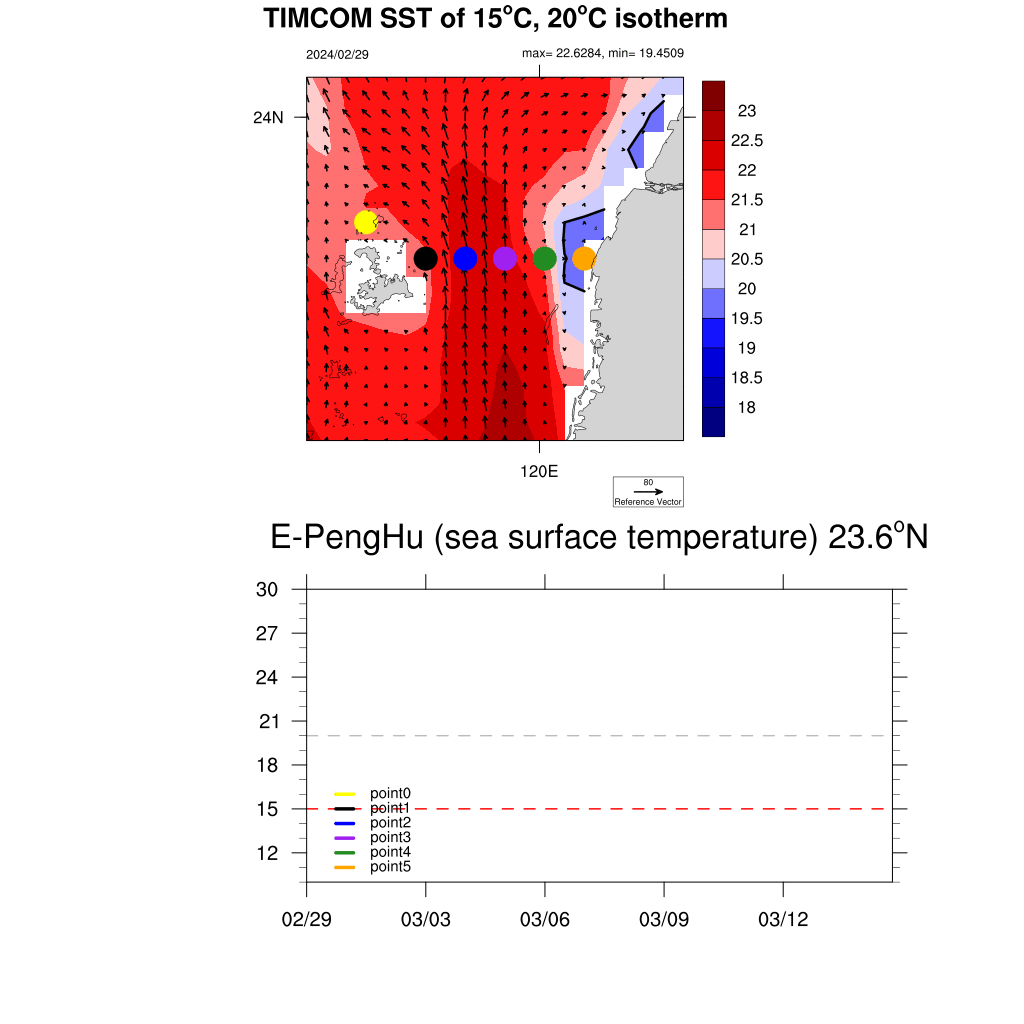 TIMCOM SST of 15°C, 20°C isotherm
2024/02/29
max= 22.6284, min= 19.4509
24N
23
22.5
22
21.5
21
20.5
20
19.5
19
18.5
18
120E
80
Reference Vector
E-PengHu (sea surface temperature) 23.6°N
30
27
24
21
18
15
12
point0
point1
point2
point3
point4
point5
02/29 03/03 03/06 03/09 03/12